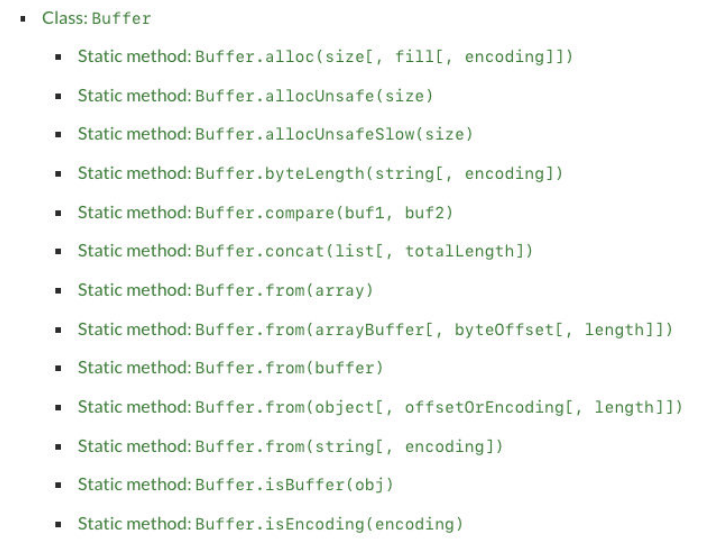 Class: Buffer
Static method: Buffer.alloc(size[, fill[, encoding]])
Static method: Buffer.allocUnsafe(size)
Static method: Buffer.allocUnsafeSlow(size)
Static method: Buffer.byteLength(string[, encoding])
Static method: Buffer.compare(buf1, buf2)
Static method: Buffer.concat(list[, totalLength])
Static method: Buffer.from(array)
Static method: Buffer.from(arrayBuffer[, byteOffset[, length]])
Static method: Buffer.from(buffer)
Static method: Buffer.from(object[, offsetOrEncoding[, length]])
Static method: Buffer.from(string[, encoding])
Static method: Buffer.isBuffer(obj)
Static method: Buffer.isEncoding(encoding)